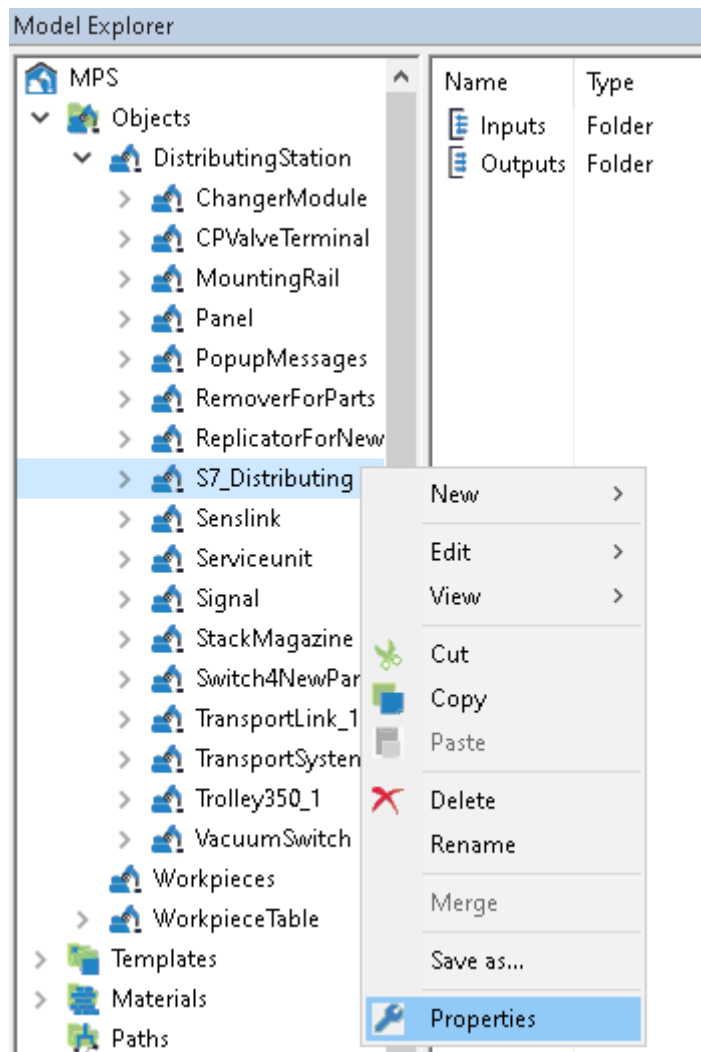 Model Explorer
MPS
Objects
DistributingStation
ChangerModule
CPValveTerminal
MountingRail
Panel
PopupMessages
RemoverForParts
ReplicatorForNew
S7_Distributing
Senslink
Serviceunit
Signal
StackMagazine
Switch4NewPar
TransportLink_1
TransportSysten
Trolley350_1
VacuumSwitch
Workpieces
WorkpieceTable
Templates
Materials
Paths
Name Type
Inputs Folder
Outputs Folder
New
Edit
View
Cut
Copy
Paste
Delete
Rename
Merge
Save as...
Properties